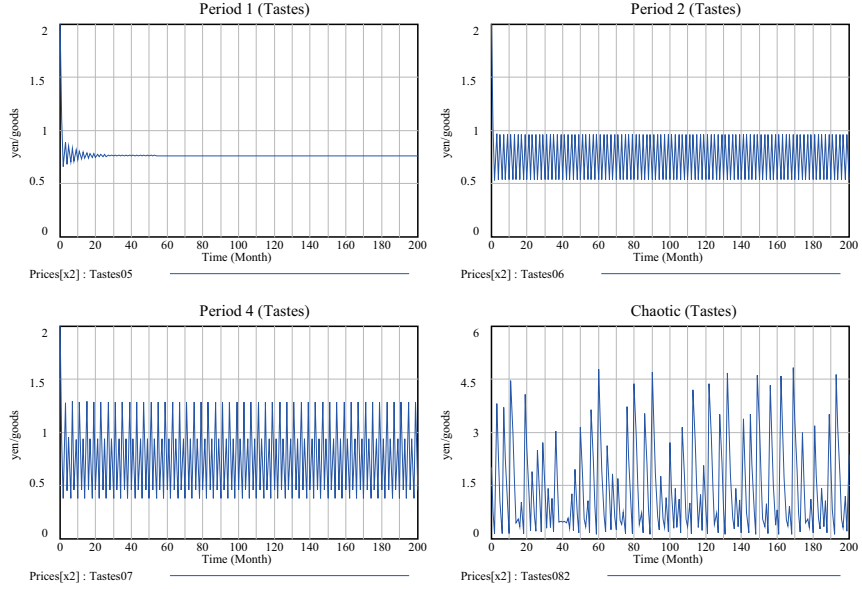 Period 1 (Tastes)
2
1.5
1
0.5
0
yen/goods
0 20 40 60 80 100 120 140 160 180 200
Time (Month)
Prices[x2] : Tastes05
Period 2 (Tastes)
2
1.5
1
0.5
0
yen/goods
0 20 40 60 80 100 120 140 160 180 200
Time (Month)
Prices[x2] : Tastes06
Period 4 (Tastes)
2
1.5
1
0.5
0
yen/goods
0 20 40 60 80 100 120 140 160 180 200
Time (Month)
Prices[x2] : Tastes07
Chaotic (Tastes)
6
4.5
3
1.5
0
yen/goods
0 20 40 60 80 100 120 140 160 180 200
Time (Month)
Prices[x2] : Tastes082